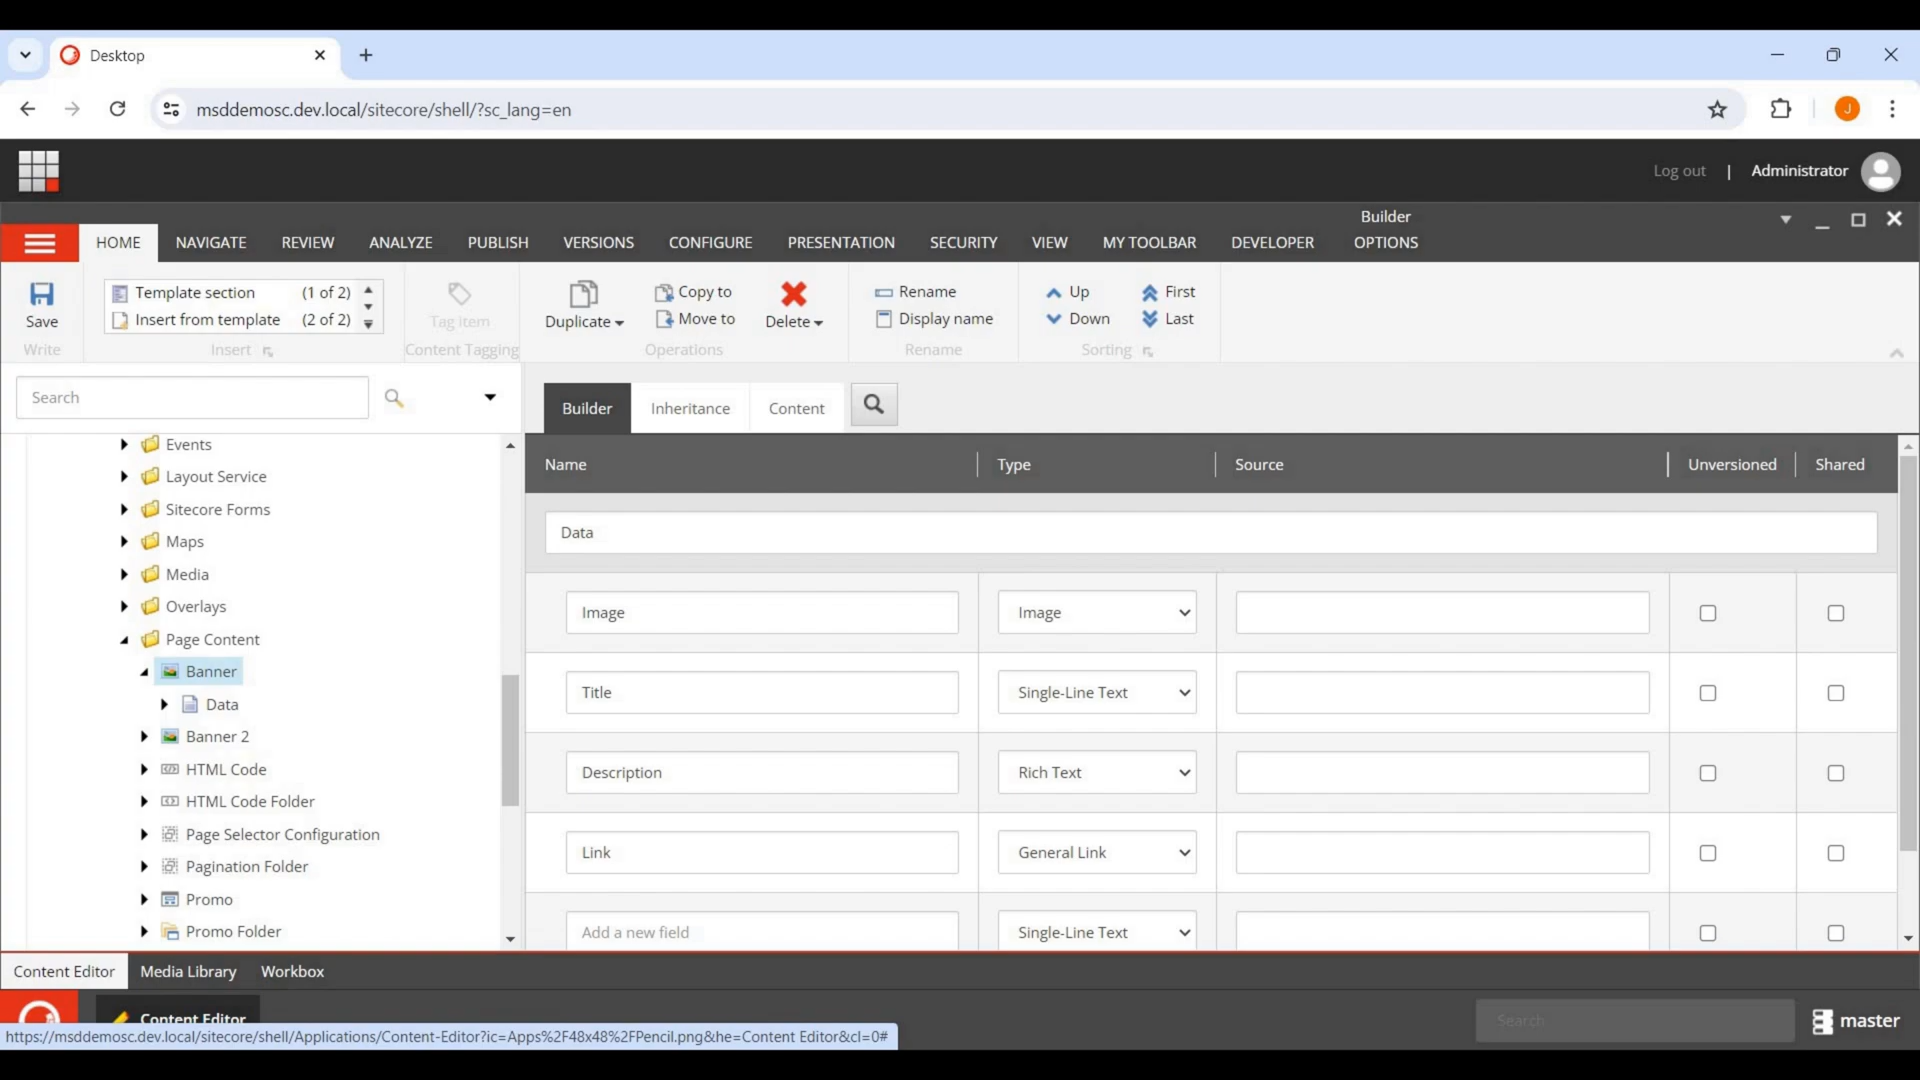 Desktop
msddemosc.dev.local/sitecore/shell/?sc_lang=en
J
Log out | Administrator
Builder
HOME NAVIGATE REVIEW ANALYZE PUBLISH VERSIONS CONFIGURE PRESENTATION SECURITY VIEW MY TOOLBAR DEVELOPER OPTIONS
Template section (1 of 2) Copy to Rename Up First
Save Insert from template (2 of 2) Tag item Duplicate Move to Delete Display name Down Last
Write Insert Content Tagging Operations Rename Sorting
Search
Builder Inheritance Content
Events
Layout Service
Sitecore Forms
Maps
Media
Overlays
Page Content
Banner
Data
Banner 2
HTML Code
HTML Code Folder
Page Selector Configuration
Pagination Folder
Promo
Promo Folder
Name Type Source Unversioned Shared
Data
Image Image
Title Single-Line Text
Description Rich Text
Link General Link
Add a new field Single-Line Text
Content Editor Media Library Workbox
Content Editor
Search
master
https://msddemosc.dev.local/sitecore/shell/Applications/Content-Editor?ic=Apps%2F48x48%2FPencil.png&he=Content Editor&cl=0#